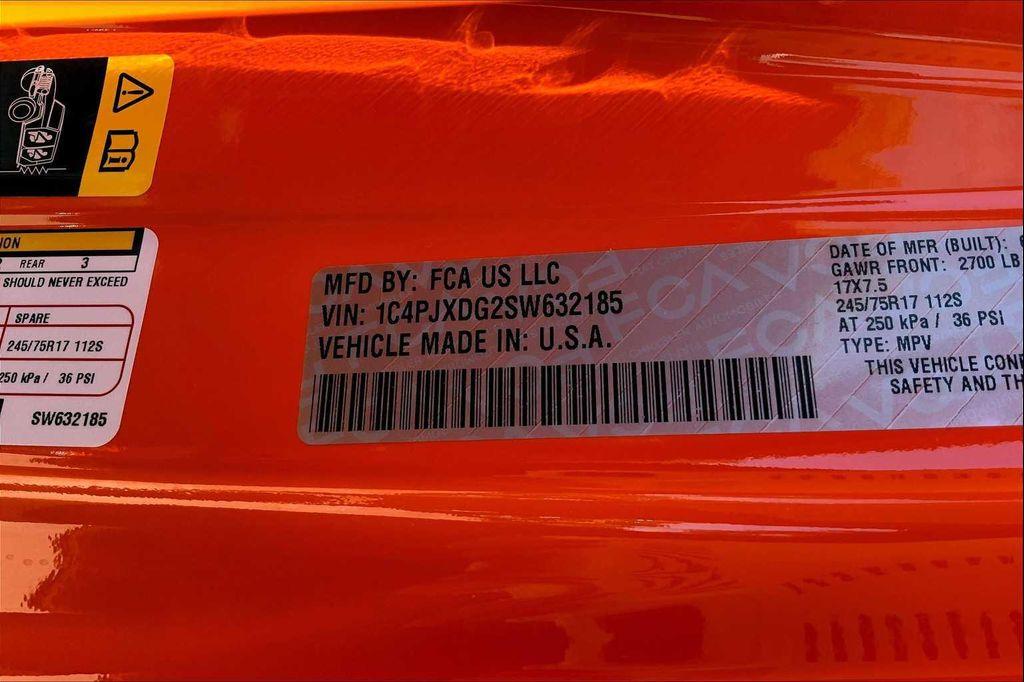 ION
REAR 3
SHOULD NEVER EXCEED
SPARE
245/75R17 112S
250 kPa / 36 PSI
SW632185
MFD BY: FCA US LLC
VIN: 1C4PJXDG2SW632185
VEHICLE MADE IN: U.S.A.
DATE OF MFR (BUILT):
GAWR FRONT: 2700 LB
17X7.5
245/75R17 112S
AT 250 kPa / 36 PSI
TYPE: MPV
THIS VEHICLE CONF
SAFETY AND TH